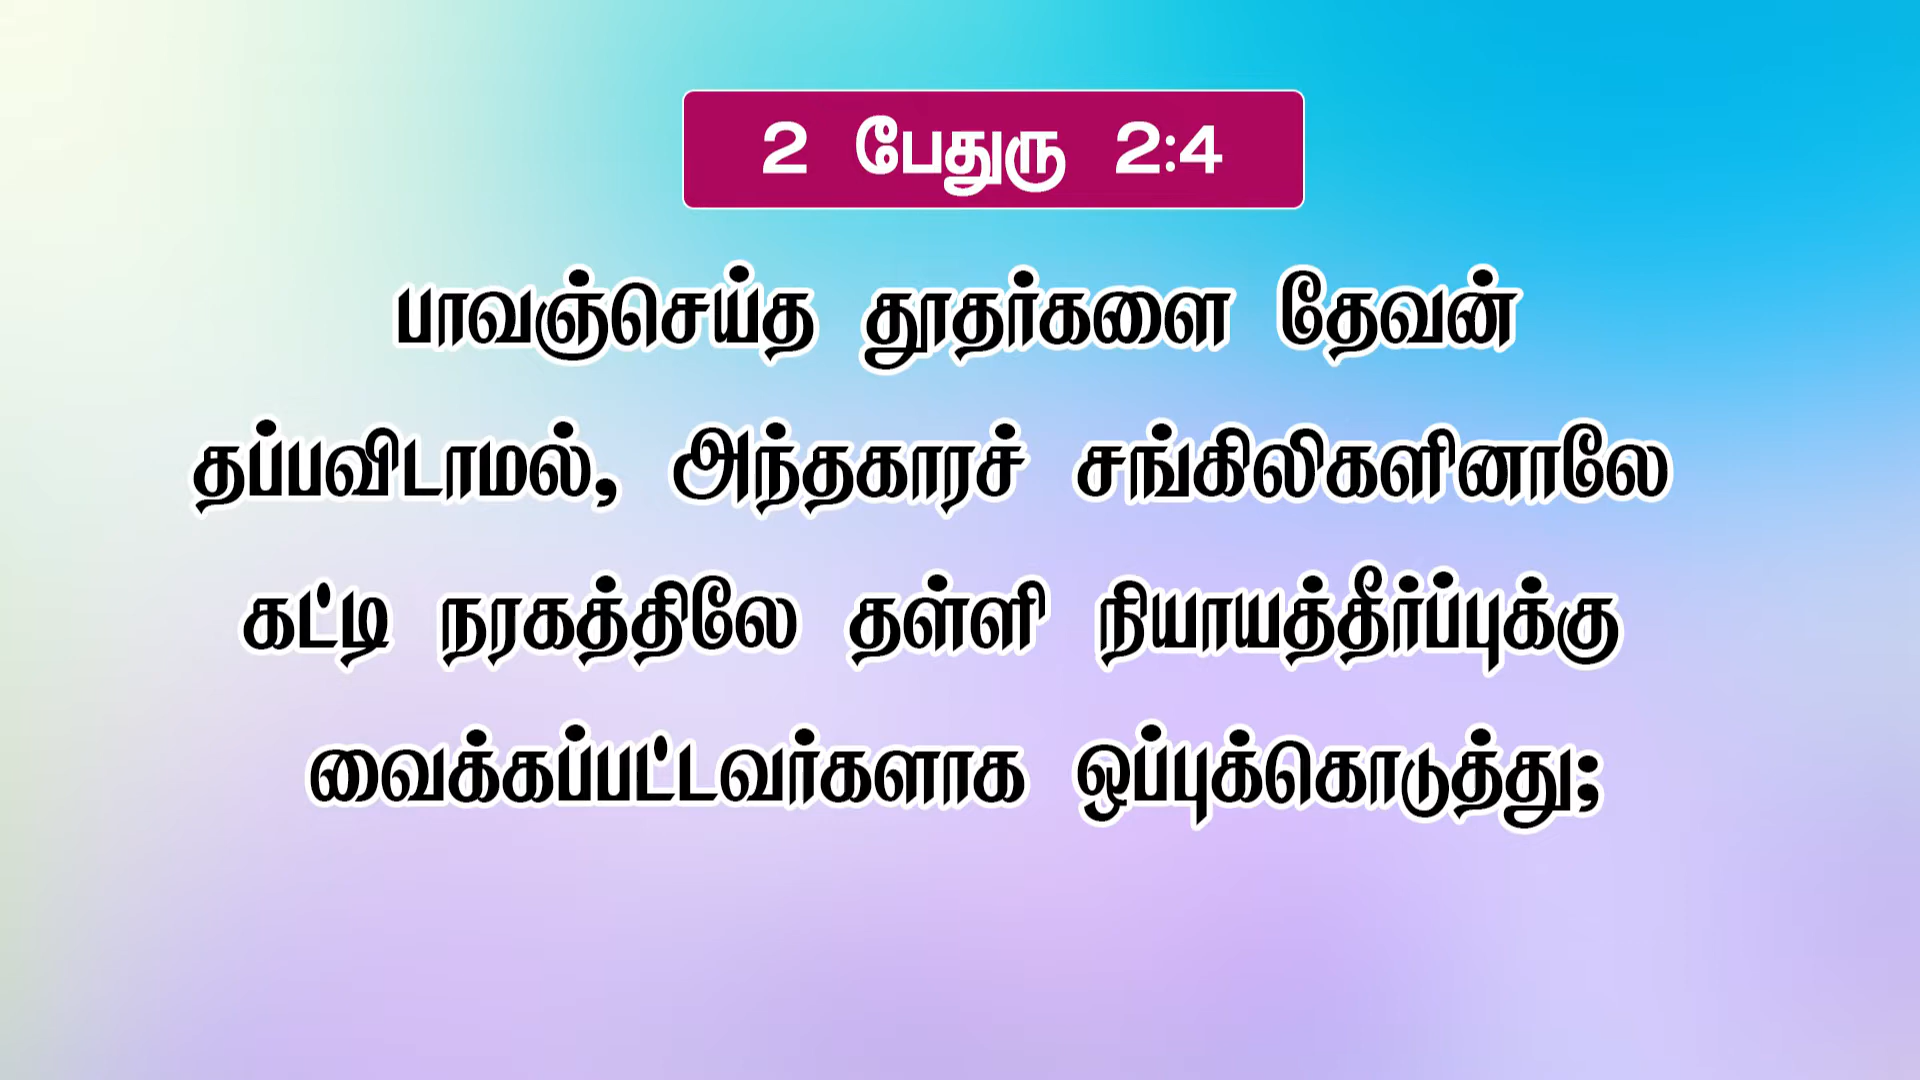 2 பேதுரு 2:4
பாவஞ்செய்த தூதர்களை தேவன்
தப்பவிடாமல், அந்தகாரச் சங்கிலிகளினாலே
கட்டி நரகத்திலே தள்ளி நியாயத்தீர்ப்புக்கு
வைக்கப்பட்டவர்களாக ஒப்புக்கொடுத்து;